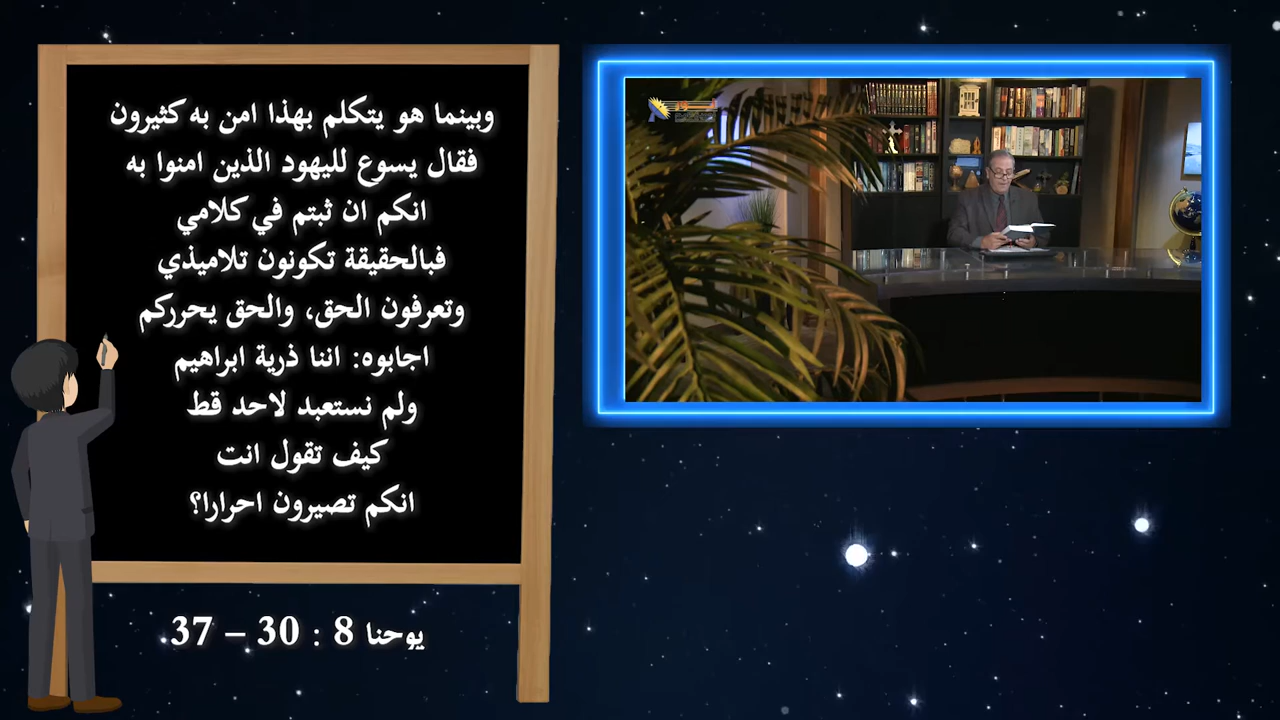 وبينما هو يتكلم بهذا امن به كثيرون
فقال يسوع لليهود الذين امنوا به
انكم ان ثبتم في كلامي
فبالحقيقة تكونون تلاميذي
وتعرفون الحق، والحق يحرركم
اجابوه: اننا ذرية ابراهيم
ولم نستعبد لاحد قط
كيف تقول انت
انكم تصيرون احرارا؟
يوحنا 8 : 30 – 37